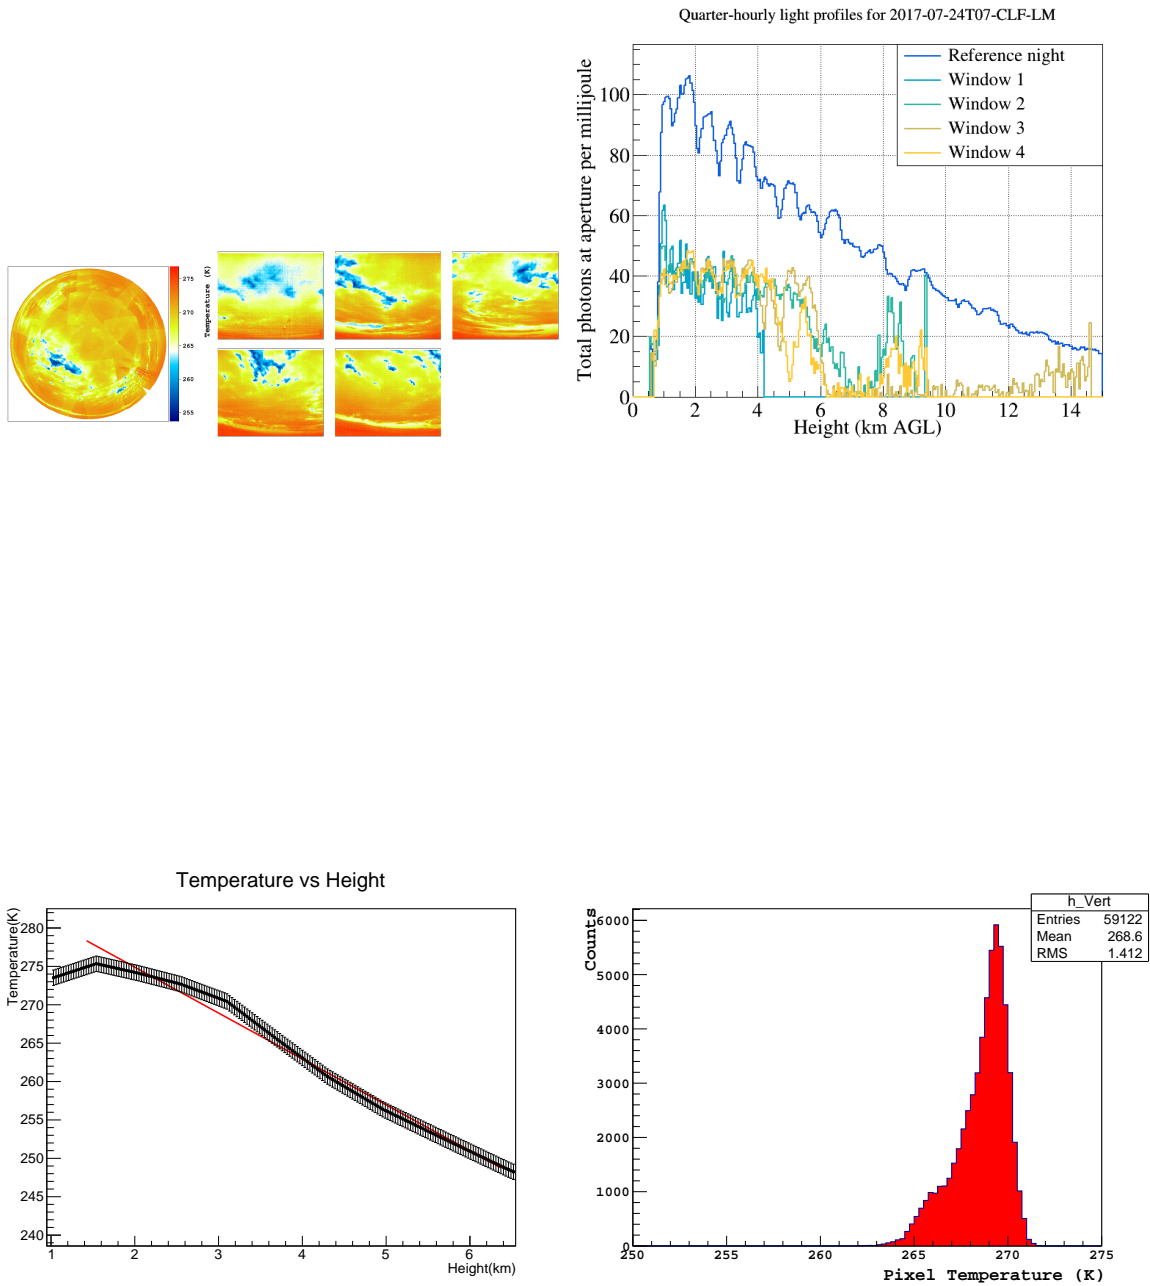 Quarter-hourly light profiles for 2017-07-24T07-CLF-LM
Total photons at aperture per millijoule
100
80
60
40
20
0
Reference night
Window 1
Window 2
Window 3
Window 4
0 2 4 6 8 10 12 14
Height (km AGL)
Temperature (K)
275
270
265
260
255
Temperature vs Height
Temperature(K)
280
275
270
265
260
255
250
245
240
1 2 3 4 5 6
Height(km)
h_Vert
Entries 59122
Mean 268.6
RMS 1.412
Counts
6000
5000
4000
3000
2000
1000
0
250 255 260 265 270 275
Pixel Temperature (K)